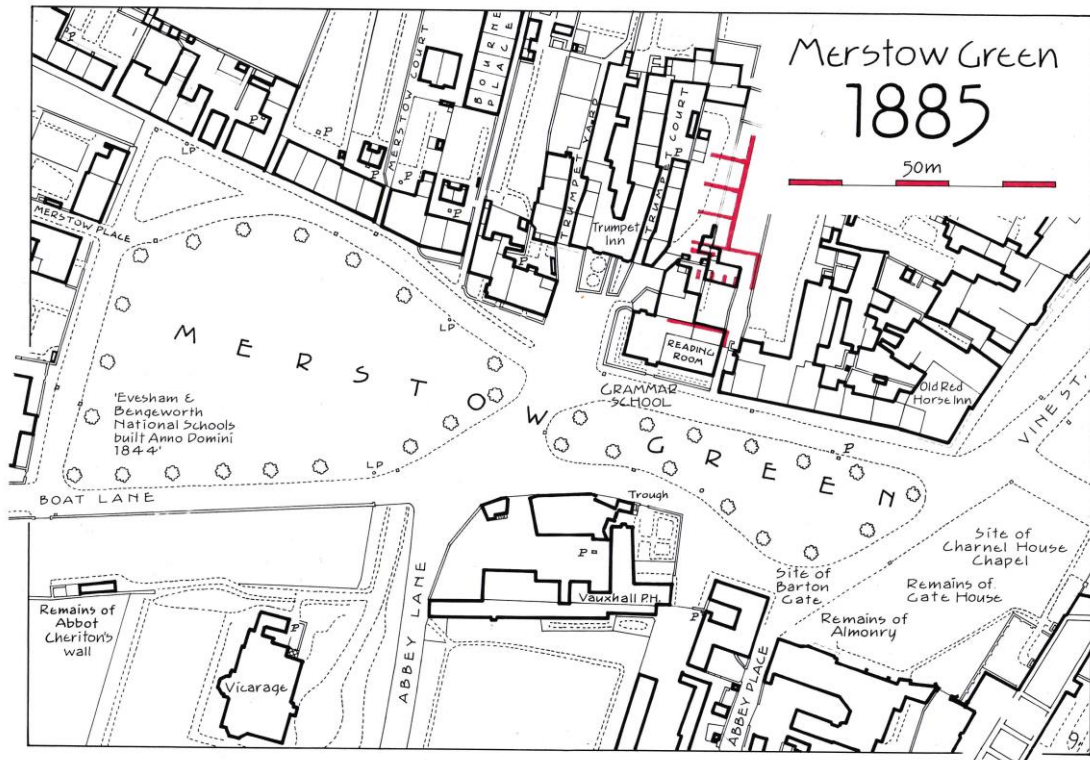 Merstow Green
1885
50m
P
BOURNE
PLACE
MERSTOW COURT
P
P
LP
P
P
P
P
TRUMPET YARD
TRUMPET COURT
P
Trumpet
Inn
P
MERSTOW PLACE
LP
READING
ROOM
GRAMMAR
SCHOOL
Old Red
Horse Inn
VINE ST.
MERSTOW GREEN
'Evesham &
Bengeworth
National Schools
built Anno Domini
1844'
LP
P
BOAT LANE
Trough
P
Site of
Charnel House
Chapel
Site of
Barton
Gate
Remains of
Gate House
Vauxhall P.H.
P
Remains of
Almonry
Remains of
Abbot
Cheriton's
wall
P
Vicarage
ABBEY LANE
ABBEY PLACE
9.